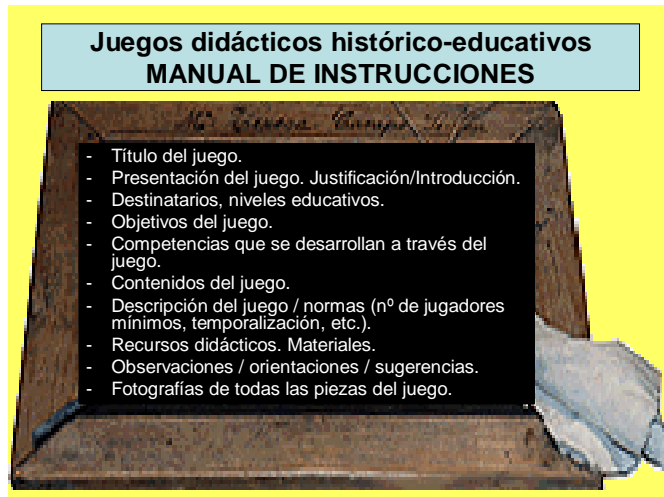 Juegos didácticos histórico-educativos
MANUAL DE INSTRUCCIONES
- Título del juego.
- Presentación del juego. Justificación/Introducción.
- Destinatarios, niveles educativos.
- Objetivos del juego.
- Competencias que se desarrollan a través del
juego.
- Contenidos del juego.
- Descripción del juego / normas (nº de jugadores
mínimos, temporalización, etc.).
- Recursos didácticos. Materiales.
- Observaciones / orientaciones / sugerencias.
- Fotografías de todas las piezas del juego.